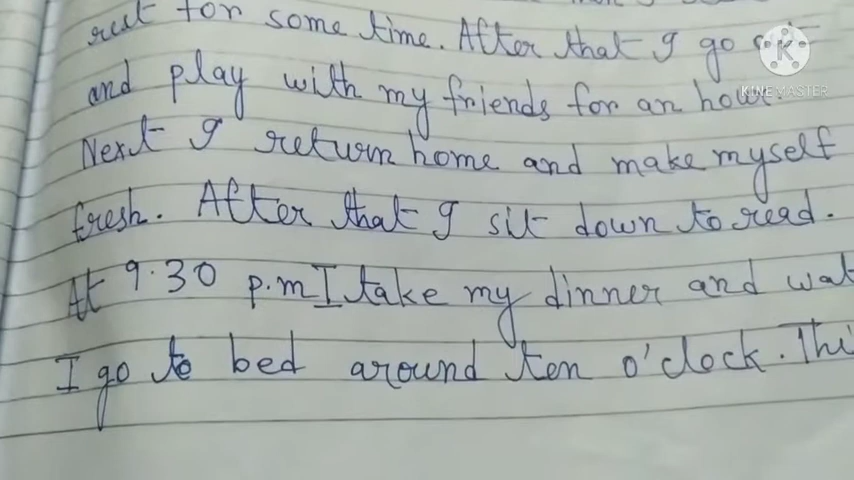 rest for some time. After that I go
and play with my friends for an hour.
Next I return home and make myself
fresh. After that I sit down to read.
At 9.30 p.m I take my dinner and
I go to bed around ten o'clock.
KINEMASTER